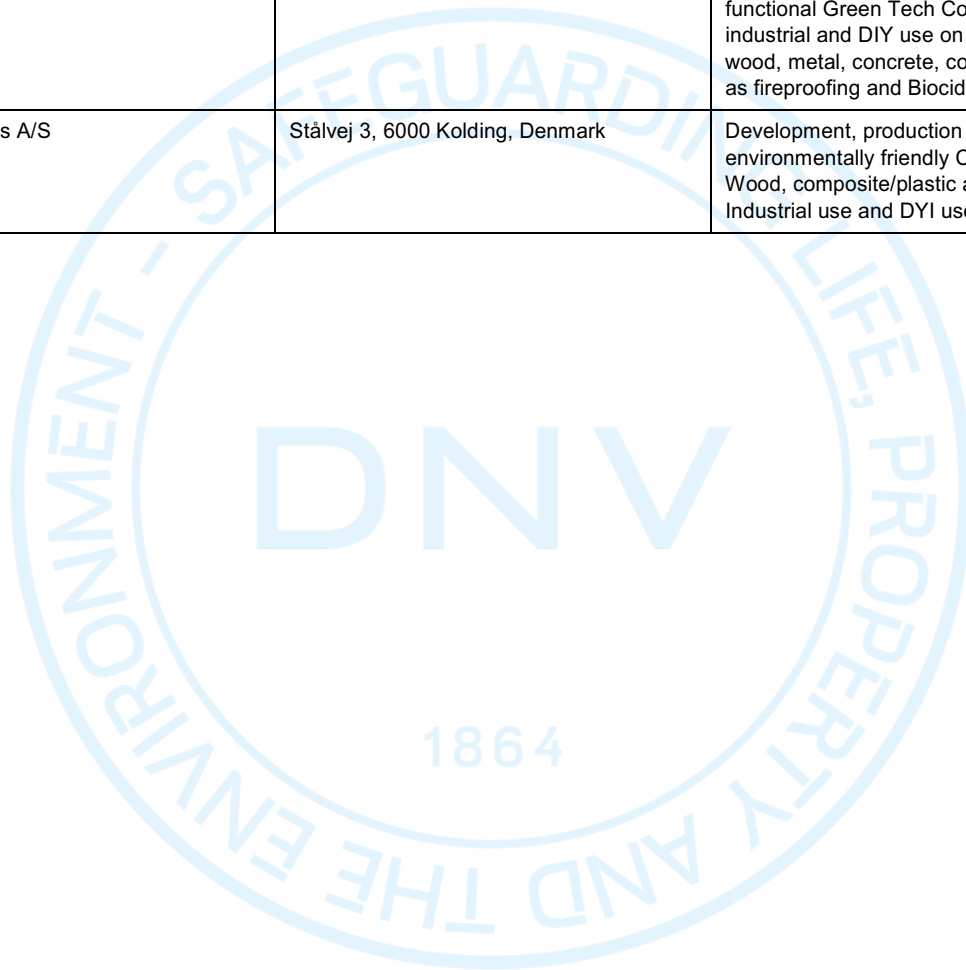 functional Green Tech Co
industrial and DIY use on
wood, metal, concrete, co
as fireproofing and Biocid
s A/S
Stålvej 3, 6000 Kolding, Denmark
Development, production
environmentally friendly C
Wood, composite/plastic a
Industrial use and DYI use
SAFEGUARDING LIFE, PROPERTY AND THE ENVIRONMENT -
DNV
1864